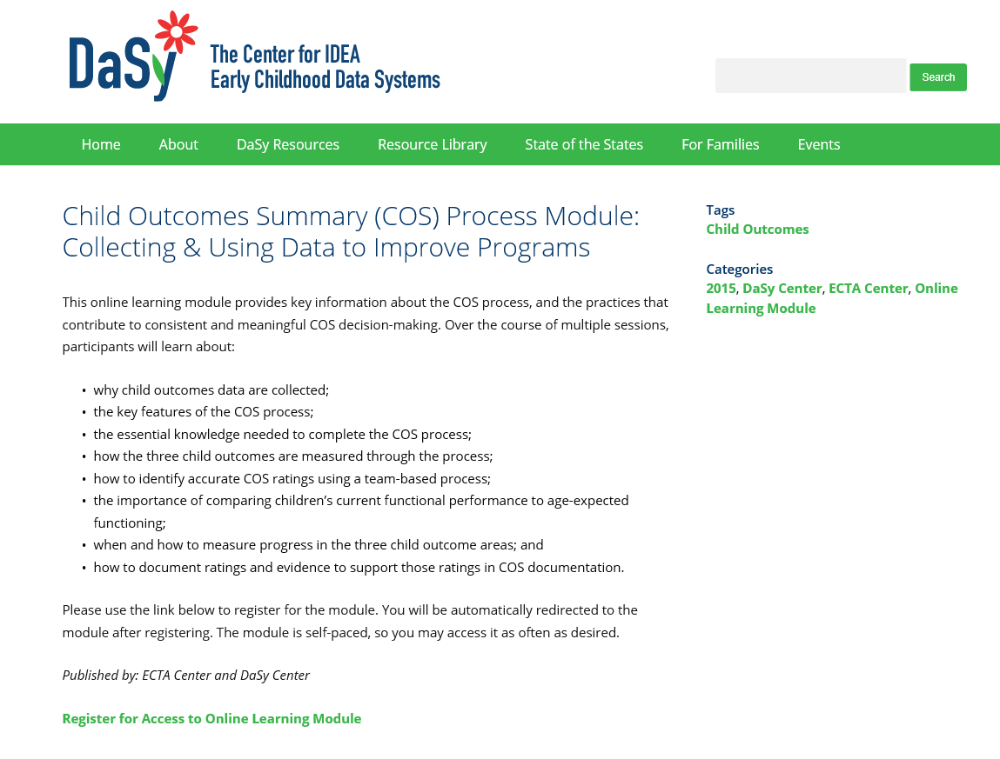 DaSy
The Center for IDEA
Early Childhood Data Systems
Search
Home About DaSy Resources Resource Library State of the States For Families Events
Child Outcomes Summary (COS) Process Module:
Collecting & Using Data to Improve Programs
This online learning module provides key information about the COS process, and the practices that
contribute to consistent and meaningful COS decision-making. Over the course of multiple sessions,
participants will learn about:
• why child outcomes data are collected;
• the key features of the COS process;
• the essential knowledge needed to complete the COS process;
• how the three child outcomes are measured through the process;
• how to identify accurate COS ratings using a team-based process;
• the importance of comparing children’s current functional performance to age-expected
functioning;
• when and how to measure progress in the three child outcome areas; and
• how to document ratings and evidence to support those ratings in COS documentation.
Please use the link below to register for the module. You will be automatically redirected to the
module after registering. The module is self-paced, so you may access it as often as desired.
Published by: ECTA Center and DaSy Center
Register for Access to Online Learning Module
Tags
Child Outcomes
Categories
2015, DaSy Center, ECTA Center, Online
Learning Module